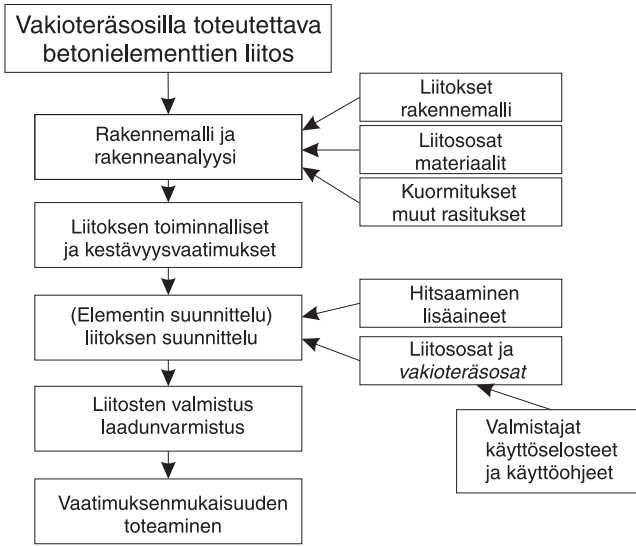 Vakioteräsosilla toteutettava
betonielementtien liitos
Rakennemalli ja
rakenneanalyysi
Liitokset
rakennemalli
Liitososat
materiaalit
Kuormitukset
muut rasitukset
Liitoksen toiminnalliset
ja kestävyysvaatimukset
(Elementin suunnittelu)
liitoksen suunnittelu
Hitsaaminen
lisäaineet
Liitososat ja
vakioteräsosat
Liitosten valmistus
laadunvarmistus
Valmistajat
käyttöselosteet
ja käyttöohjeet
Vaatimuksenmukaisuuden
toteaminen